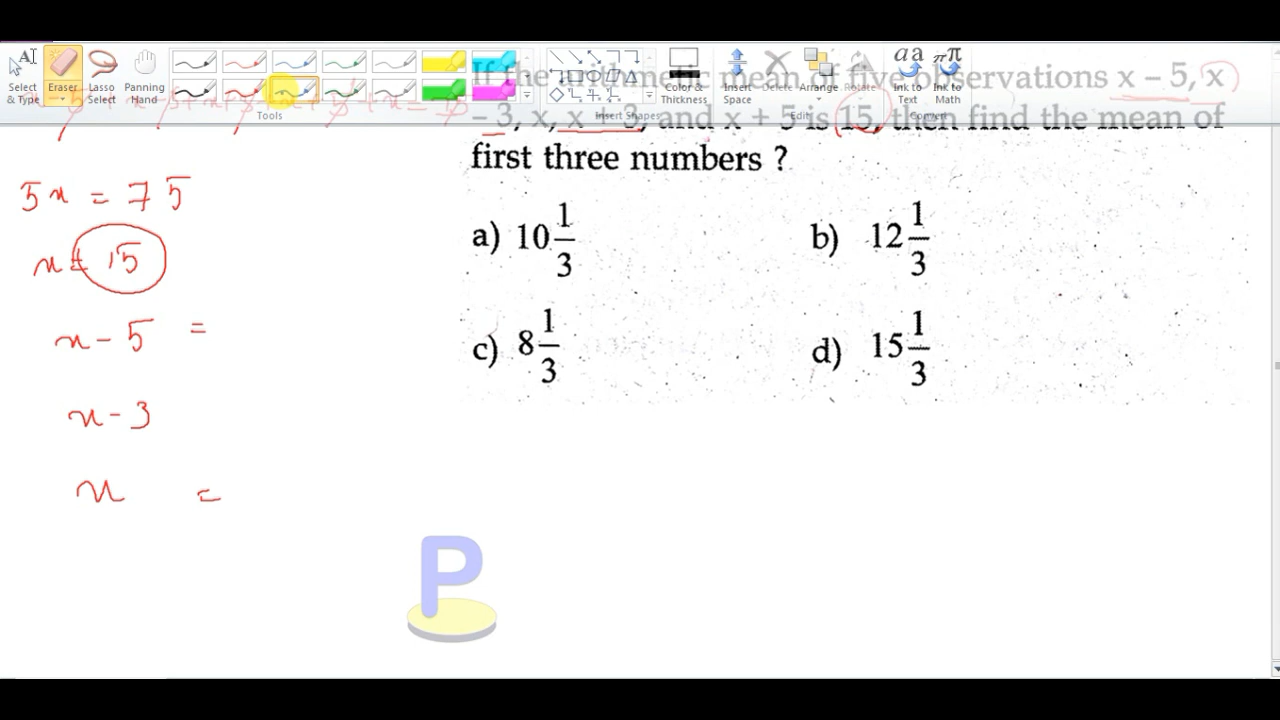 Select & Type
Eraser
Lasso Select
Panning Hand
Tools
Insert Shapes
Color & Thickness
Insert Space
Delete
Arrange
Rotate
Edit
Ink to Text
Ink to Math
Convert
If the arithmetic mean of five observations x – 5, x
– 3, x, x + 3, and x + 5 is 15, then find the mean of
first three numbers ?
a) 10 1/3
b) 12 1/3
c) 8 1/3
d) 15 1/3
5x = 75
x = 15
x - 5 =
x - 3
x =
P